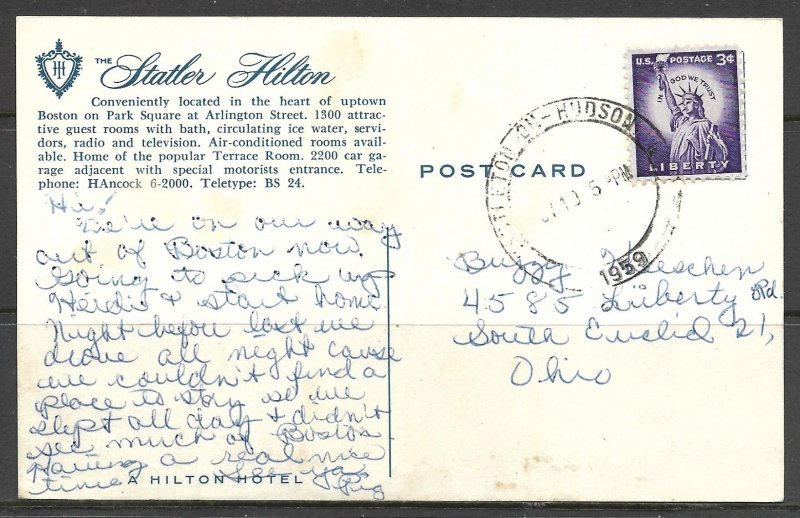 THE Statler Hilton
Conveniently located in the heart of uptown
Boston on Park Square at Arlington Street. 1300 attrac-
tive guest rooms with bath, circulating ice water, servi-
dors, radio and television. Air-conditioned rooms avail-
able. Home of the popular Terrace Room. 2200 car ga-
rage adjacent with special motorists entrance. Tele-
phone: HAncock 6-2000. Teletype: BS 24.
Hi!
We're on our way
out of Boston now.
Going to pick up
Heidi & start home.
Night before last we
drove all night cause
we couldn't find a
place to stay so we
slept all day & didn't
see much of Boston.
Having a real nice
time See ya,
A HILTON HOTEL
POST CARD
U.S. POSTAGE 3¢
IN GOD WE TRUST
LIBERTY
-ON-HUDSON
5 PM
1959
Buzzy
4585 Liberty Rd.
South Euclid 21,
Ohio